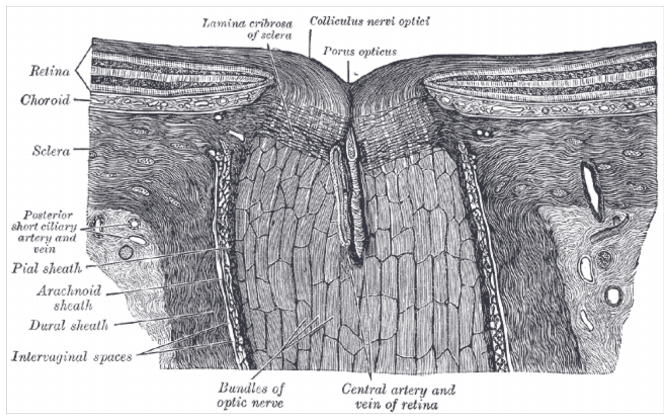 Lamina cribrosa
of sclera
Colliculus nervi optici
Porus opticus
Retina
Choroid
Sclera
Posterior
short ciliary
artery and
vein
Pial sheath
Arachnoid
sheath
Dural sheath
Intervaginal spaces
Bundles of
optic nerve
Central artery and
vein of retina